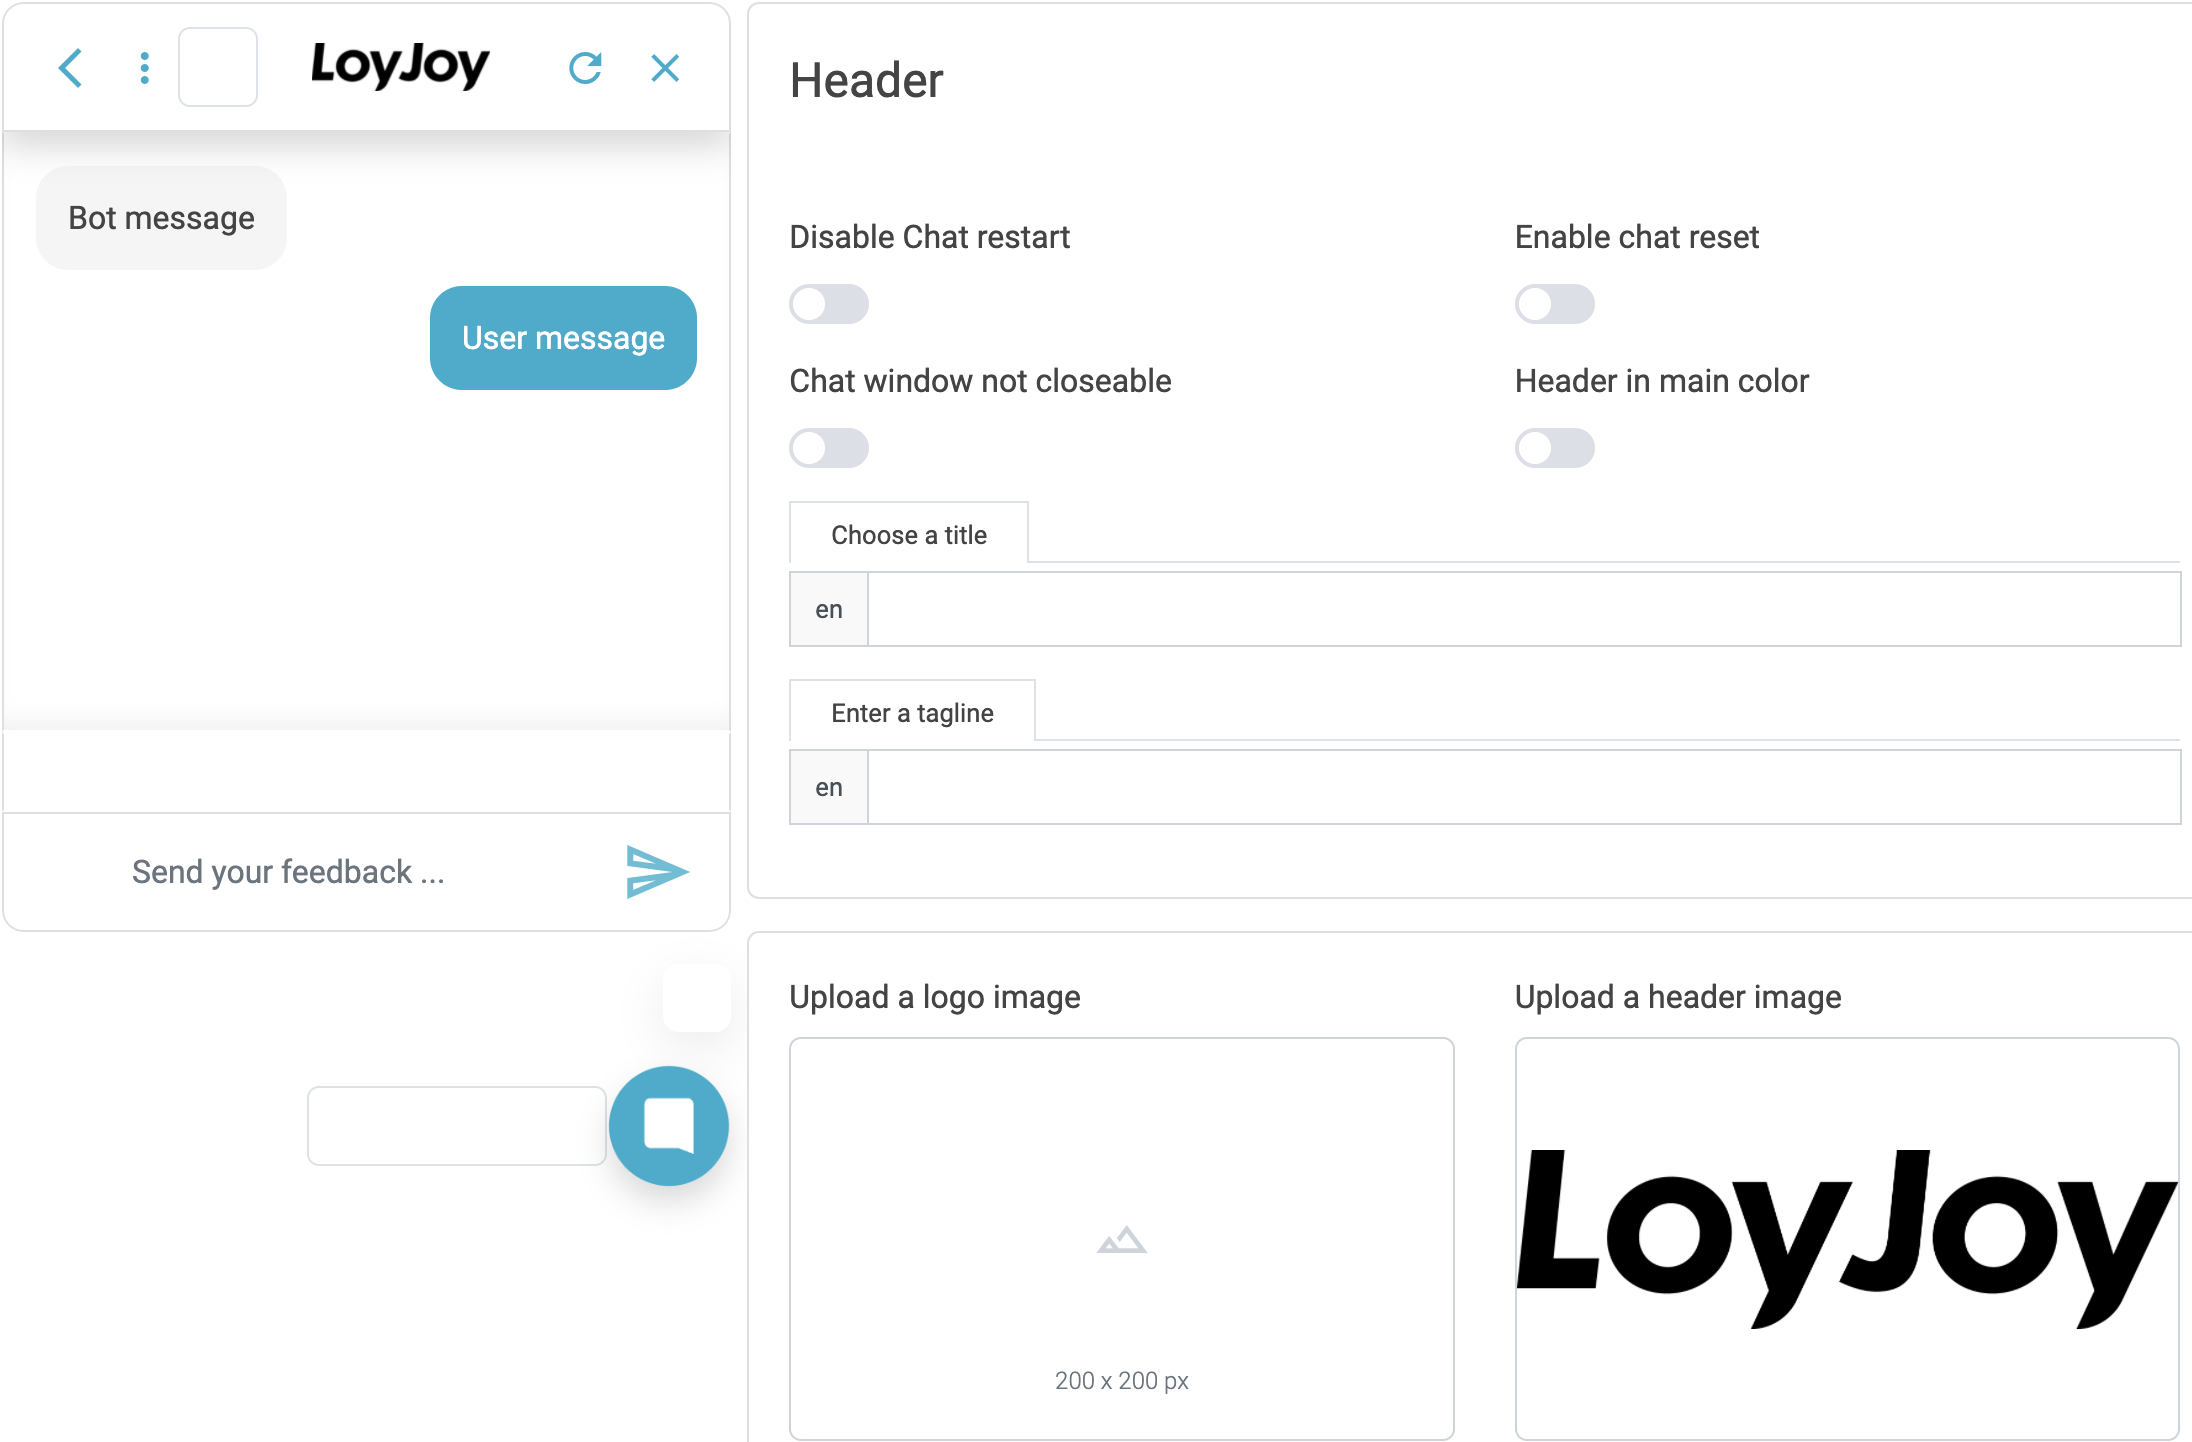 LoyJoy
Bot message
User message
Send your feedback ...
Header
Disable Chat restart
Enable chat reset
Chat window not closeable
Header in main color
Choose a title
en
Enter a tagline
en
Upload a logo image
Upload a header image
200 x 200 px
LoyJoy